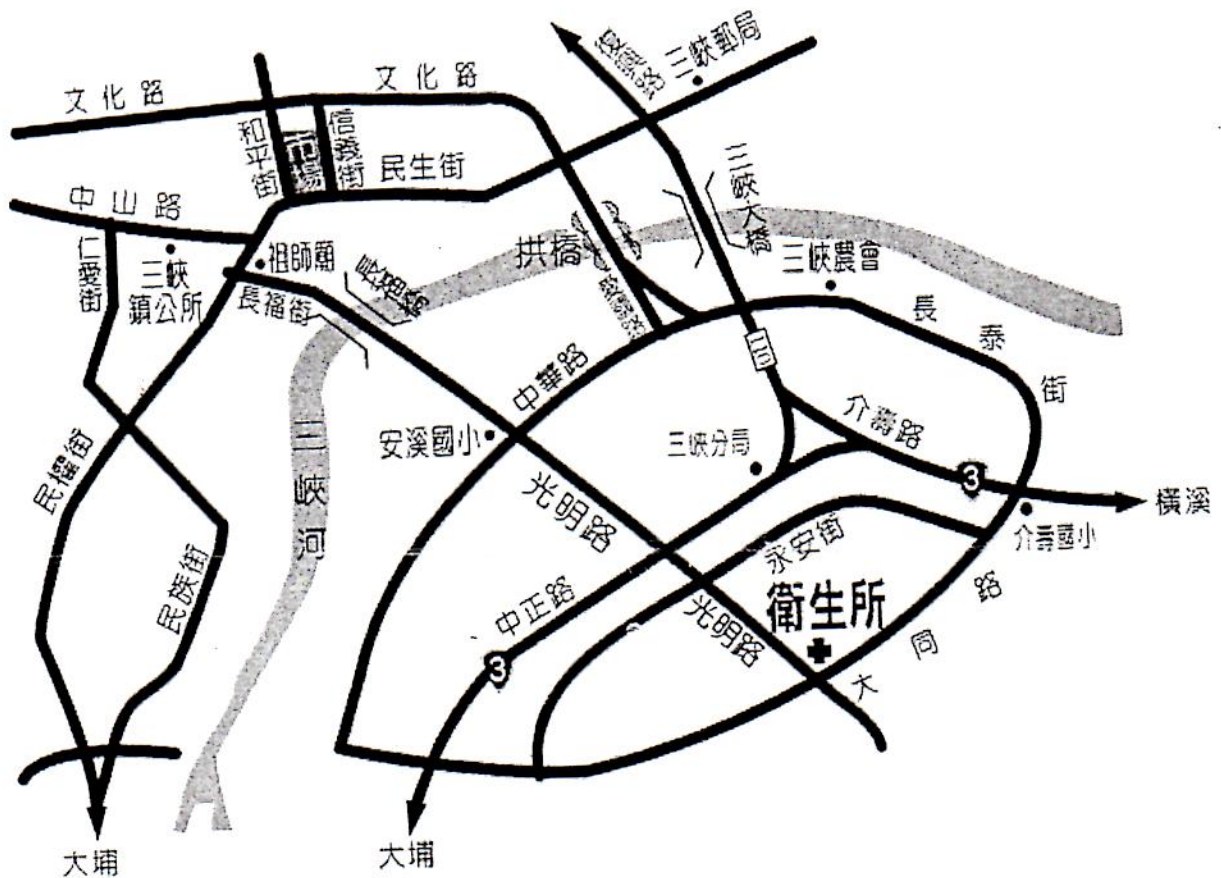 文化路
文化路
復興路
三峽郵局
和平街
市場
信義街
民生街
三峽大橋
中山路
仁愛街
三峽
鎮公所
祖師廟
長福街
長福橋
拱橋
三峽農會
長泰街
中華路
三峽河
安溪國小
三峽分局
介壽路
3
橫溪
介壽國小
民權街
民族街
光明路
永安街
衛生所
中正路
光明路
3
大同路
大埔
大埔